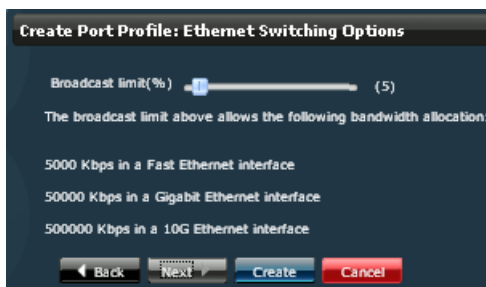 Create Port Profile: Ethernet Switching Options
Broadcast limit(%) (5)
The broadcast limit above allows the following bandwidth allocation:
5000 Kbps in a Fast Ethernet interface
50000 Kbps in a Gigabit Ethernet interface
500000 Kbps in a 10G Ethernet interface
Back Next Create Cancel